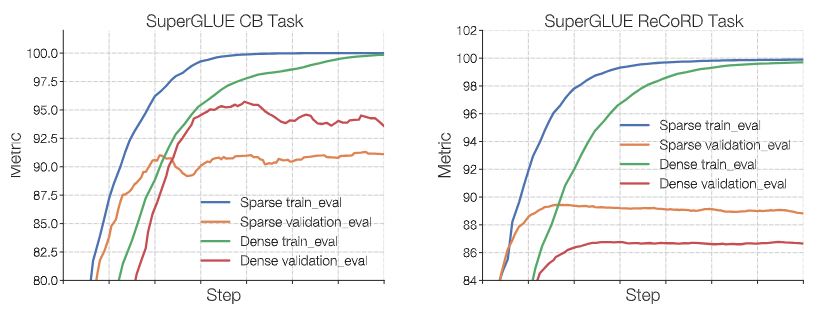 SuperGLUE CB Task
100.0
97.5
95.0
92.5
90.0
87.5
85.0
82.5
80.0
Metric
Sparse train_eval
Sparse validation_eval
Dense train_eval
Dense validation_eval
Step
SuperGLUE ReCoRD Task
102
100
98
96
94
92
90
88
86
84
Metric
Sparse train_eval
Sparse validation_eval
Dense train_eval
Dense validation_eval
Step